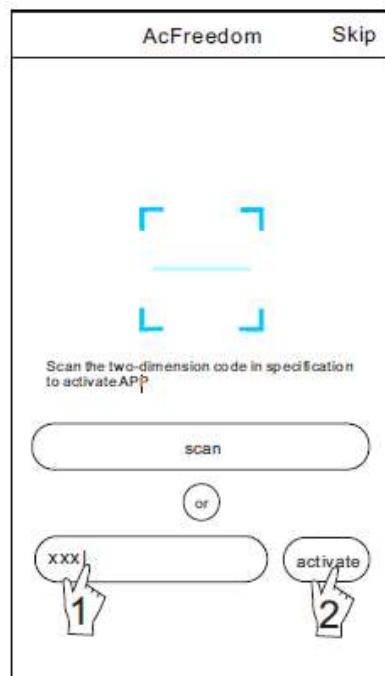 AcFreedom Skip
Scan the two-dimension code in specification
to activate APP
scan
or
xxx activate
1 2